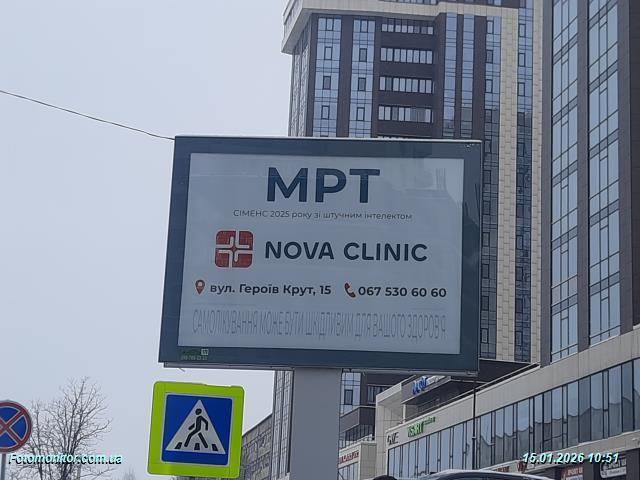 МРТ
СІМЕНС 2025 року зі штучним інтелектом
NOVA CLINIC
вул. Героїв Крут, 15 067 530 60 60
САМОЛІКУВАННЯ МОЖЕ БУТИ ШКІДЛИВИМ ДЛЯ ВАШОГО ЗДОРОВ'Я
Fotomonitor.com.ua
15.01.2026 10:51